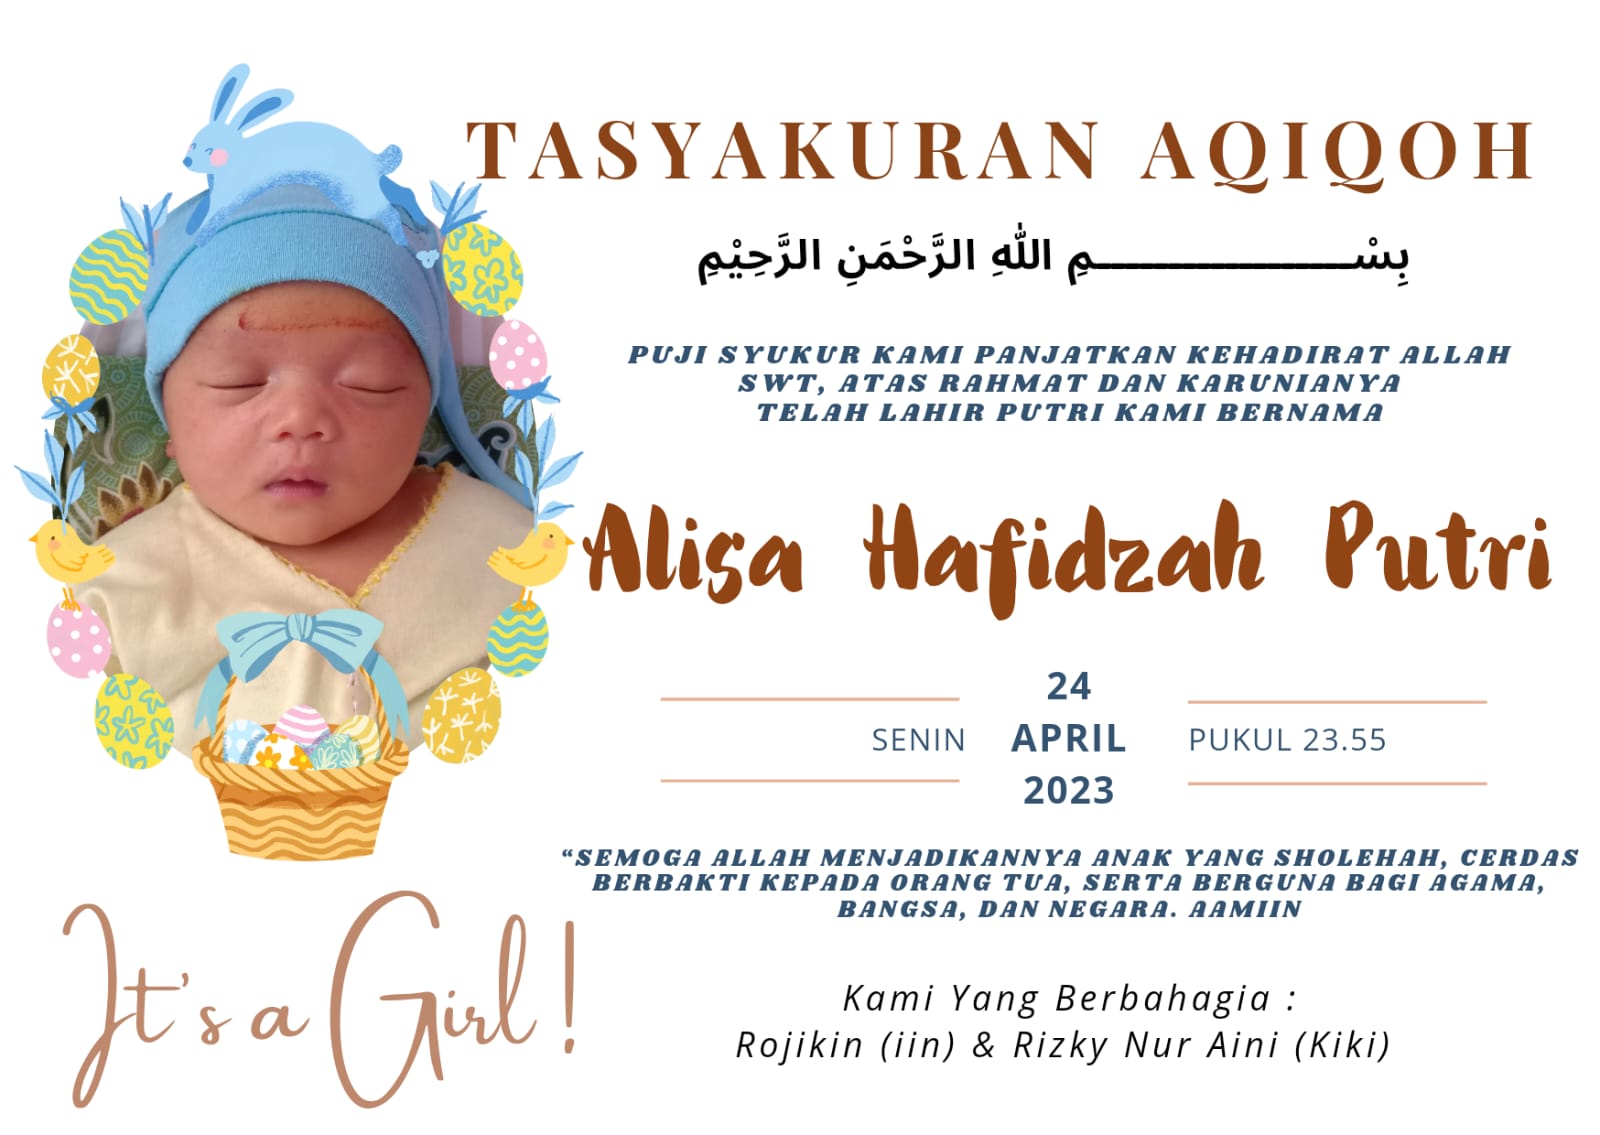 TASYAKURAN AQIQOH
بِسْــــــــــــــــــمِ اللهِ الرَّحْمَنِ الرَّحِيْمِ
PUJI SYUKUR KAMI PANJATKAN KEHADIRAT ALLAH
SWT, ATAS RAHMAT DAN KARUNIANYA
TELAH LAHIR PUTRI KAMI BERNAMA
Alisa Hafidzah Putri
24
SENIN APRIL PUKUL 23.55
2023
“SEMOGA ALLAH MENJADIKANNYA ANAK YANG SHOLEHAH, CERDAS
BERBAKTI KEPADA ORANG TUA, SERTA BERGUNA BAGI AGAMA,
BANGSA, DAN NEGARA. AAMIIN
It's a Girl !
Kami Yang Berbahagia :
Rojikin (iin) & Rizky Nur Aini (Kiki)